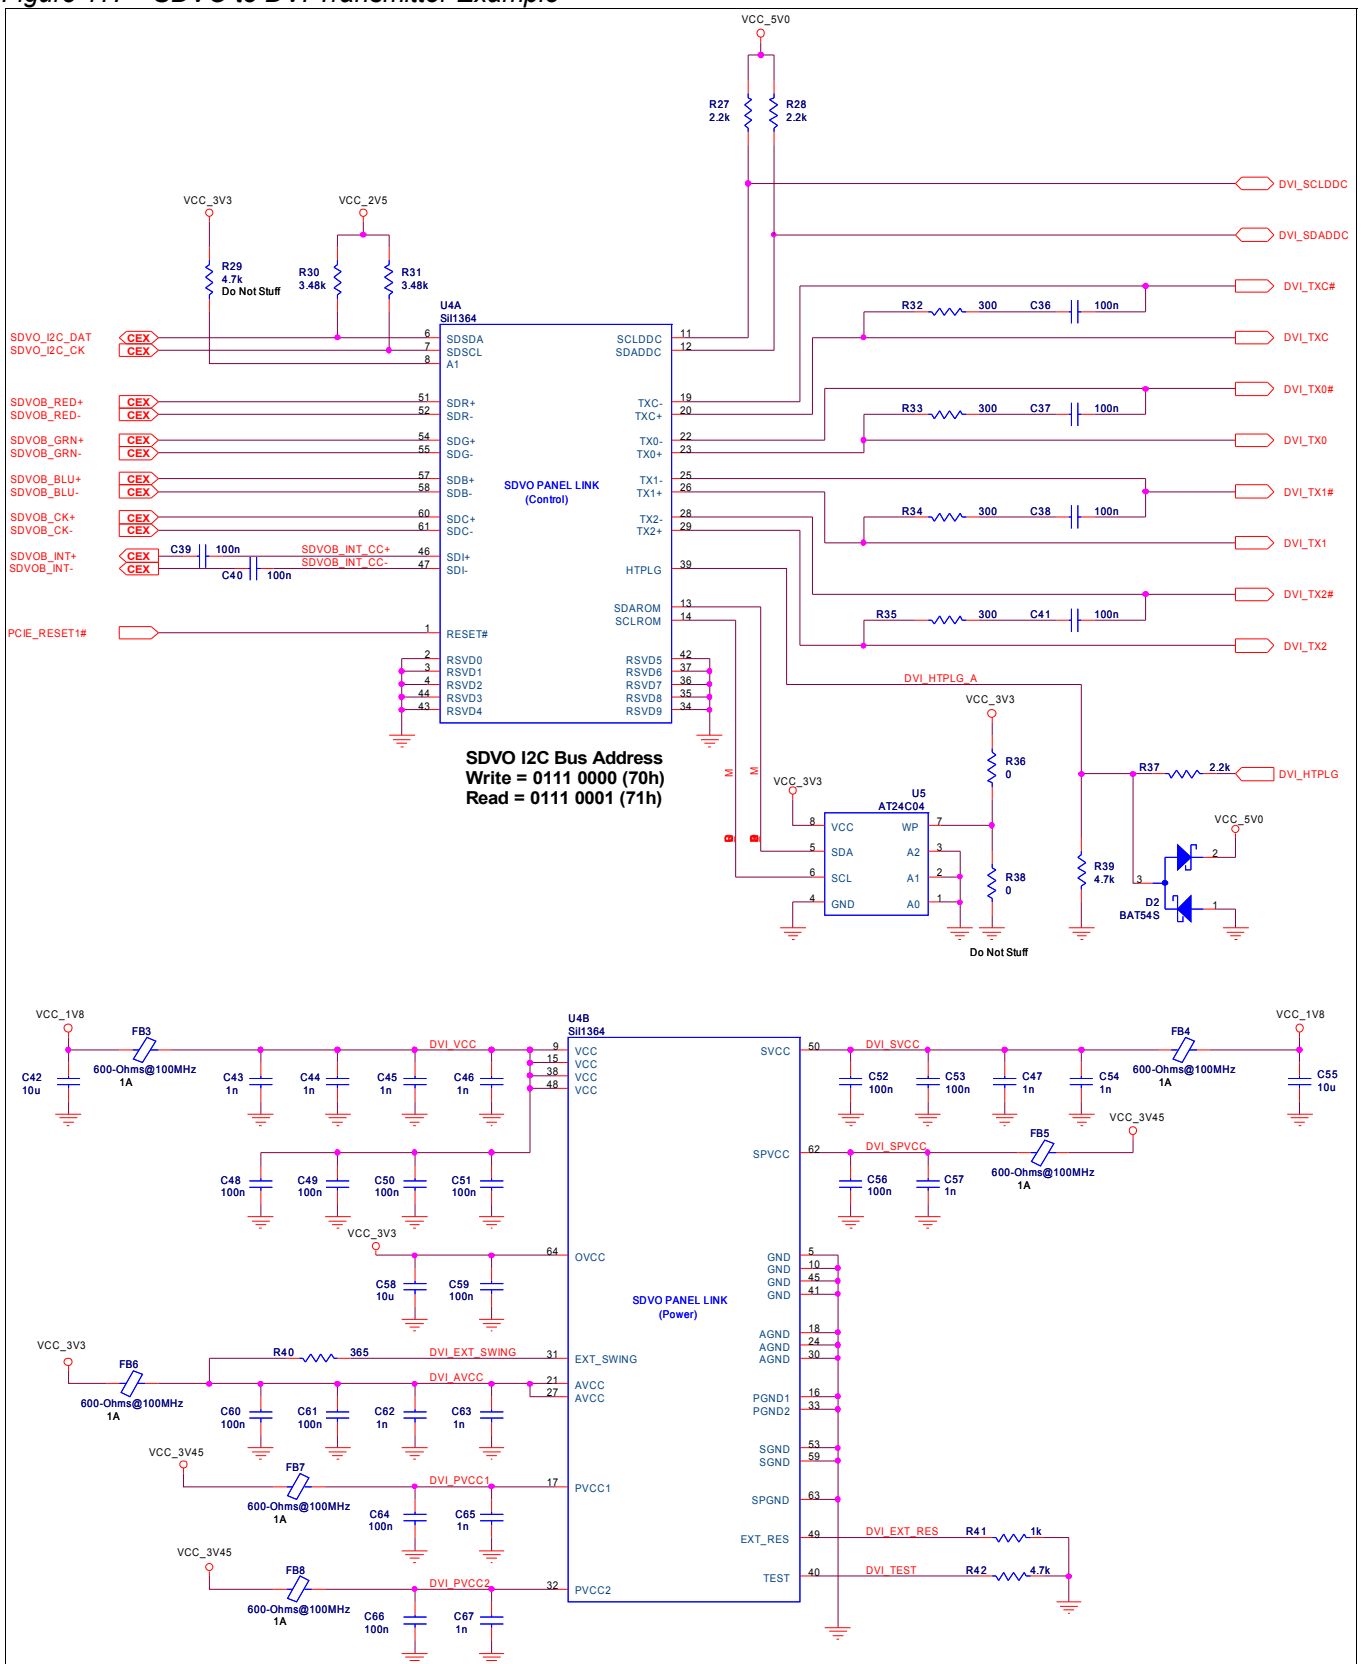 Figure 17. SDVO to DVI Transmitter Example
VCC_5V0
R27
2.2k
R28
2.2k
DVI_SCLDDC
DVI_SDADDC
VCC_3V3
VCC_2V5
R29
4.7k
Do Not Stuff
R30
3.48k
R31
3.48k
U4A
SiI1364
SDVO_I2C_DAT
CEX
6
SDSDA
SDVO_I2C_CK
CEX
7
SDSCL
8
A1
SDVOB_RED+
CEX
51
SDR+
SDVOB_RED-
CEX
52
SDR-
SDVOB_GRN+
CEX
54
SDG+
SDVOB_GRN-
CEX
55
SDG-
SDVOB_BLU+
CEX
57
SDB+
SDVOB_BLU-
CEX
58
SDB-
SDVOB_CK+
CEX
60
SDC+
SDVOB_CK-
CEX
61
SDC-
SDVOB_INT+
CEX
C39
100n
SDVOB_INT_CC+
46
SDI+
SDVOB_INT-
CEX
C40
100n
SDVOB_INT_CC-
47
SDI-
PCIE_RESET1#
1
RESET#
2
RSVD0
3
RSVD1
4
RSVD2
44
RSVD3
43
RSVD4
SDVO PANEL LINK
(Control)
SCLDDC
11
SDADDC
12
TXC-
19
TXC+
20
TX0-
22
TX0+
23
TX1-
25
TX1+
26
TX2-
28
TX2+
29
HTPLG
39
SDAROM
13
SCLROM
14
RSVD5
42
RSVD6
37
RSVD7
36
RSVD8
35
RSVD9
34
DVI_TXC#
R32
300
C36
100n
DVI_TXC
DVI_TX0#
R33
300
C37
100n
DVI_TX0
DVI_TX1#
R34
300
C38
100n
DVI_TX1
DVI_TX2#
R35
300
C41
100n
DVI_TX2
DVI_HTPLG_A
SDVO I2C Bus Address
Write = 0111 0000 (70h)
Read = 0111 0001 (71h)
M
M
VCC_3V3
R36
0
VCC_3V3
U5
AT24C04
8
VCC
WP
7
5
SDA
A2
3
6
SCL
A1
2
4
GND
A0
1
R38
0
Do Not Stuff
R37
2.2k
DVI_HTPLG
R39
4.7k
VCC_5V0
2
3
1
D2
BAT54S
VCC_1V8
FB3
600-Ohms@100MHz
1A
C42
10u
C43
1n
C44
1n
C45
1n
C46
1n
DVI_VCC
U4B
SiI1364
9
VCC
15
VCC
38
VCC
48
VCC
C48
100n
C49
100n
C50
100n
C51
100n
VCC_3V3
64
OVCC
C58
10u
C59
100n
VCC_3V3
FB6
600-Ohms@100MHz
1A
R40
365
DVI_EXT_SWING
31
EXT_SWING
DVI_AVCC
21
AVCC
27
AVCC
C60
100n
C61
100n
C62
1n
C63
1n
VCC_3V45
FB7
600-Ohms@100MHz
1A
DVI_PVCC1
17
PVCC1
C64
100n
C65
1n
VCC_3V45
FB8
600-Ohms@100MHz
1A
DVI_PVCC2
32
PVCC2
C66
100n
C67
1n
SDVO PANEL LINK
(Power)
SVCC
50
DVI_SVCC
C52
100n
C53
100n
C47
1n
C54
1n
FB4
600-Ohms@100MHz
1A
VCC_1V8
C55
10u
SPVCC
62
DVI_SPVCC
C56
100n
C57
1n
FB5
600-Ohms@100MHz
1A
VCC_3V45
GND
5
GND
10
GND
45
GND
41
AGND
18
AGND
24
AGND
30
PGND1
16
PGND2
33
SGND
53
SGND
59
SPGND
63
EXT_RES
49
DVI_EXT_RES
R41
1k
TEST
40
DVI_TEST
R42
4.7k